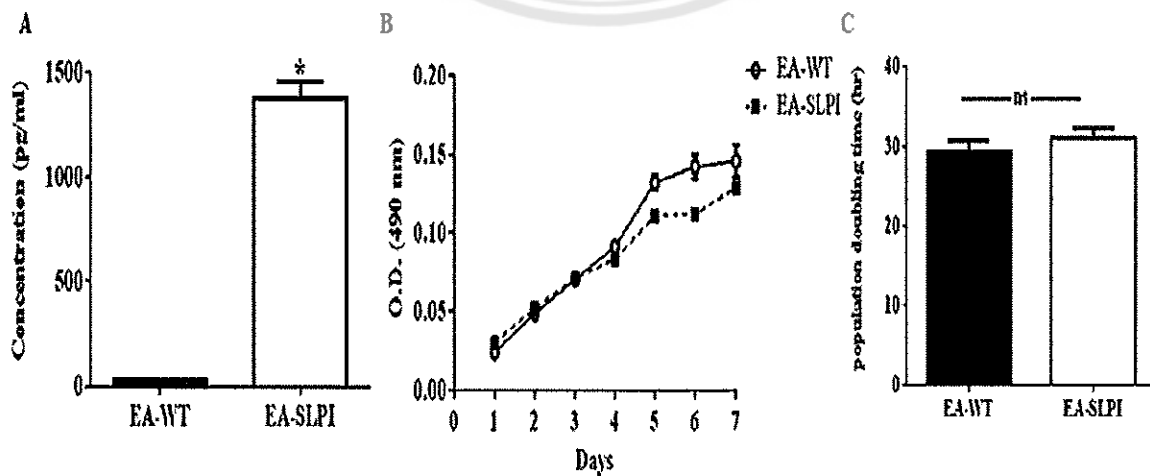 A
Concentration (pg/ml)
1500
1000
500
0
*
EA-WT
EA-SLPI
B
O.D. (490 nm)
0.20
0.15
0.10
0.05
0.00
0
1
2
3
4
5
6
7
Days
EA-WT
EA-SLPI
C
population doubling time (hr)
40
30
20
10
0
EA-WT
EA-SLPI